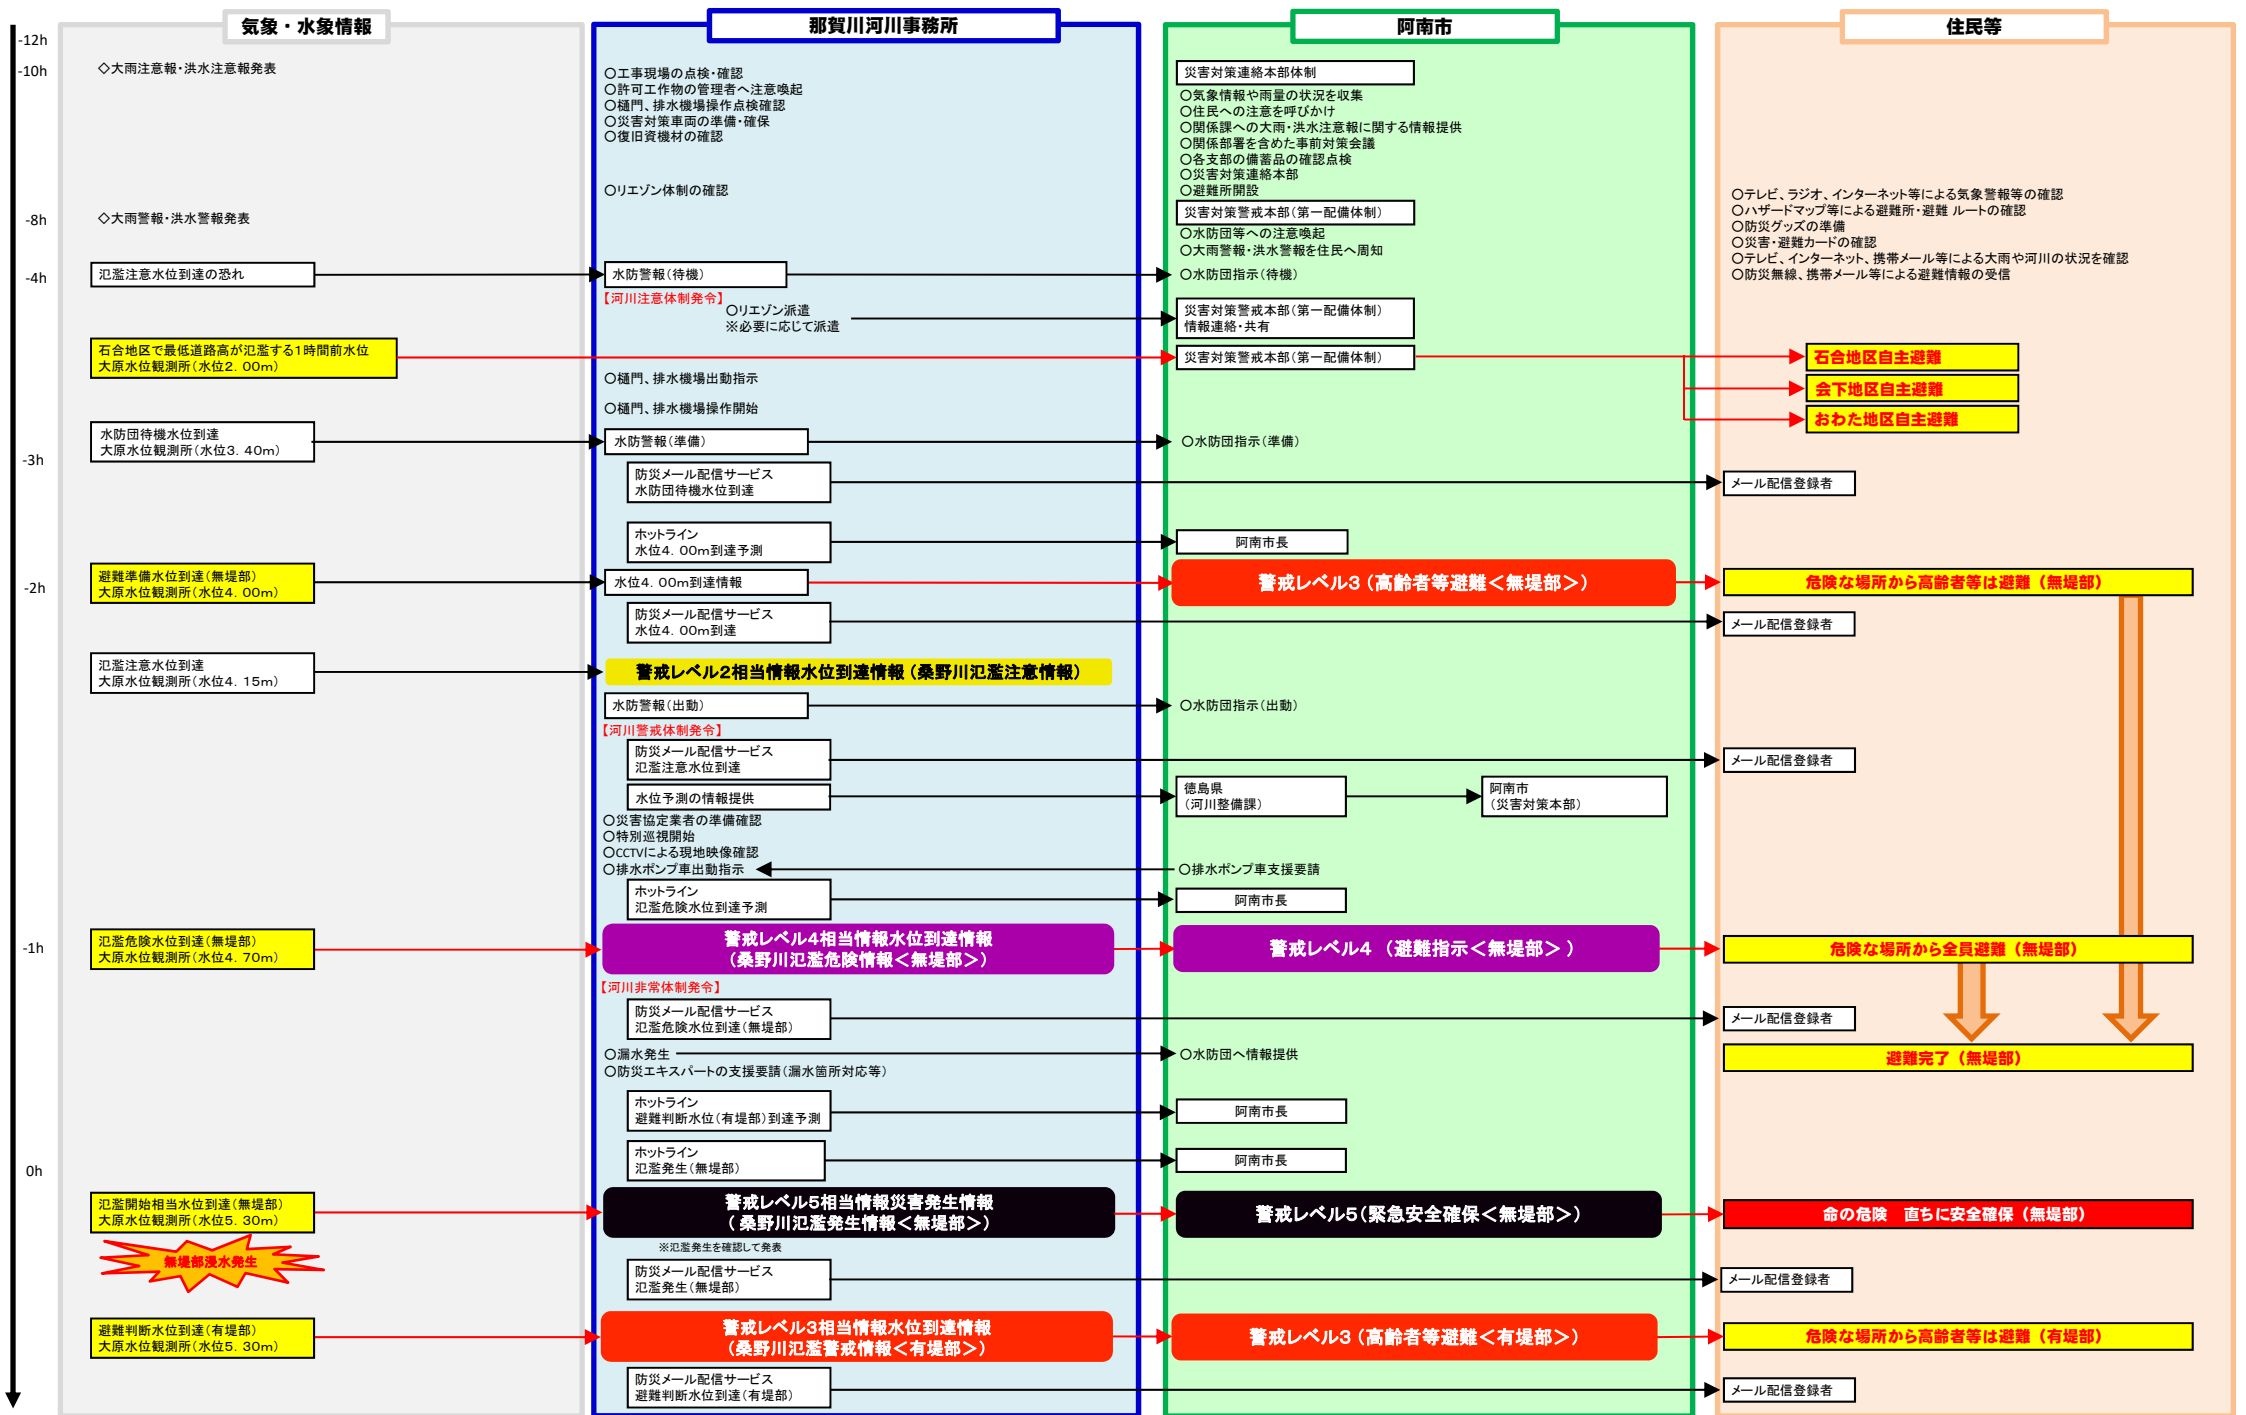 気象・水象情報
那賀川河川事務所
阿南市
住民等
-12h
-10h
◇大雨注意報・洪水注意報発表
○工事現場の点検・確認
○許可工作物の管理者へ注意喚起
○樋門、排水機場操作点検確認
○災害対策車両の準備・確保
○復旧資機材の確認
災害対策連絡本部体制
○気象情報や雨量の状況を収集
○住民への注意を呼びかけ
○関係課への大雨・洪水注意報に関する情報提供
○関係部署を含めた事前対策会議
○各支部の備蓄品の確認点検
○災害対策連絡本部
○避難所開設
○リエゾン体制の確認
-8h
◇大雨警報・洪水警報発表
災害対策警戒本部（第一配備体制）
○水防団等への注意喚起
○大雨警報・洪水警報を住民へ周知
○テレビ、ラジオ、インターネット等による気象警報等の確認
○ハザードマップ等による避難所・避難 ルートの確認
○防災グッズの準備
○災害・避難カードの確認
○テレビ、インターネット、携帯メール等による大雨や河川の状況を確認
○防災無線、携帯メール等による避難情報の受信
-4h
氾濫注意水位到達の恐れ
水防警報（待機）
○水防団指示（待機）
【河川注意体制発令】
○リエゾン派遣
※必要に応じて派遣
災害対策警戒本部（第一配備体制）
情報連絡・共有
石合地区で最低道路高が氾濫する1時間前水位
大原水位観測所（水位2．00m）
災害対策警戒本部（第一配備体制）
石合地区自主避難
会下地区自主避難
おわた地区自主避難
○樋門、排水機場出動指示
○樋門、排水機場操作開始
水防団待機水位到達
大原水位観測所（水位3．40m）
水防警報（準備）
○水防団指示（準備）
-3h
防災メール配信サービス
水防団待機水位到達
メール配信登録者
ホットライン
水位4．00m到達予測
阿南市長
-2h
避難準備水位到達（無堤部）
大原水位観測所（水位4．00m）
水位4．00m到達情報
警戒レベル3（高齢者等避難＜無堤部＞）
危険な場所から高齢者等は避難（無堤部）
防災メール配信サービス
水位4．00m到達
メール配信登録者
氾濫注意水位到達
大原水位観測所（水位4．15m）
警戒レベル2相当情報水位到達情報（桑野川氾濫注意情報）
水防警報（出動）
○水防団指示（出動）
【河川警戒体制発令】
防災メール配信サービス
氾濫注意水位到達
メール配信登録者
水位予測の情報提供
徳島県
（河川整備課）
阿南市
（災害対策本部）
○災害協定業者の準備確認
○特別巡視開始
○CCTVによる現地映像確認
○排水ポンプ車出動指示
○排水ポンプ車支援要請
ホットライン
氾濫危険水位到達予測
阿南市長
-1h
氾濫危険水位到達（無堤部）
大原水位観測所（水位4．70m）
警戒レベル4相当情報水位到達情報
（桑野川氾濫危険情報＜無堤部＞）
警戒レベル4 （避難指示＜無堤部＞ ）
危険な場所から全員避難（無堤部）
【河川非常体制発令】
防災メール配信サービス
氾濫危険水位到達（無堤部）
メール配信登録者
○漏水発生
○水防団へ情報提供
○防災エキスパートの支援要請（漏水箇所対応等）
避難完了（無堤部）
ホットライン
避難判断水位（有堤部）到達予測
阿南市長
ホットライン
氾濫発生（無堤部）
阿南市長
0h
氾濫開始相当水位到達（無堤部）
大原水位観測所（水位5．30m）
警戒レベル5相当情報災害発生情報
（ 桑野川氾濫発生情報＜無堤部＞）
警戒レベル5（緊急安全確保＜無堤部＞）
命の危険　直ちに安全確保（無堤部）
※氾濫発生を確認して発表
無堤部浸水発生
防災メール配信サービス
氾濫発生（無堤部）
メール配信登録者
避難判断水位到達（有堤部）
大原水位観測所（水位5．30m）
警戒レベル3相当情報水位到達情報
（桑野川氾濫警戒情報＜有堤部＞）
警戒レベル3（高齢者等避難＜有堤部＞）
危険な場所から高齢者等は避難（有堤部）
防災メール配信サービス
避難判断水位到達（有堤部）
メール配信登録者